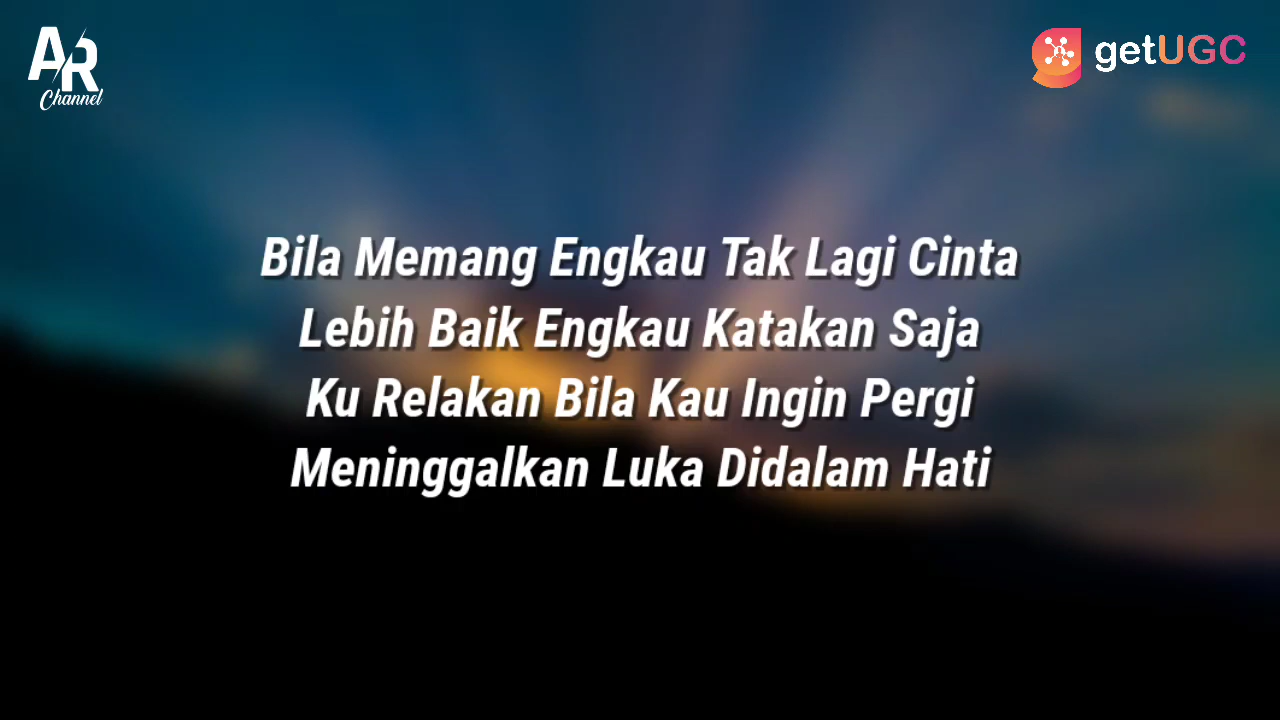 AR
Channel
getUGC
Bila Memang Engkau Tak Lagi Cinta
Lebih Baik Engkau Katakan Saja
Ku Relakan Bila Kau Ingin Pergi
Meninggalkan Luka Didalam Hati